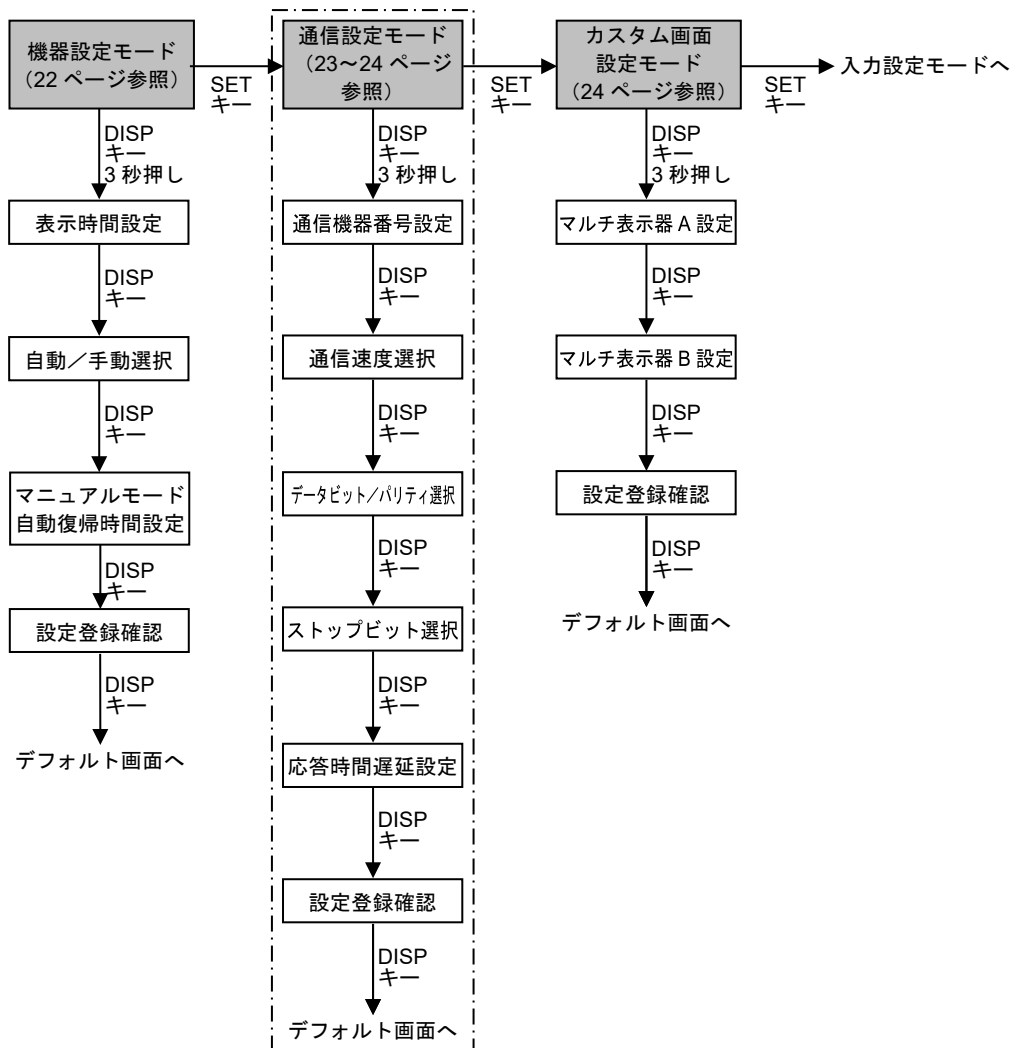 機器設定モード
（22 ページ参照）
SET
キー
通信設定モード
（23～24 ページ
参照）
SET
キー
カスタム画面
設定モード
（24 ページ参照）
SET
キー
入力設定モードへ
DISP
キー
3 秒押し
表示時間設定
DISP
キー
自動／手動選択
DISP
キー
マニュアルモード
自動復帰時間設定
DISP
キー
設定登録確認
DISP
キー
デフォルト画面へ
DISP
キー
3 秒押し
通信機器番号設定
DISP
キー
通信速度選択
DISP
キー
データビット／パリティ選択
DISP
キー
ストップビット選択
DISP
キー
応答時間遅延設定
DISP
キー
設定登録確認
DISP
キー
デフォルト画面へ
DISP
キー
3 秒押し
マルチ表示器 A 設定
DISP
キー
マルチ表示器 B 設定
DISP
キー
設定登録確認
DISP
キー
デフォルト画面へ